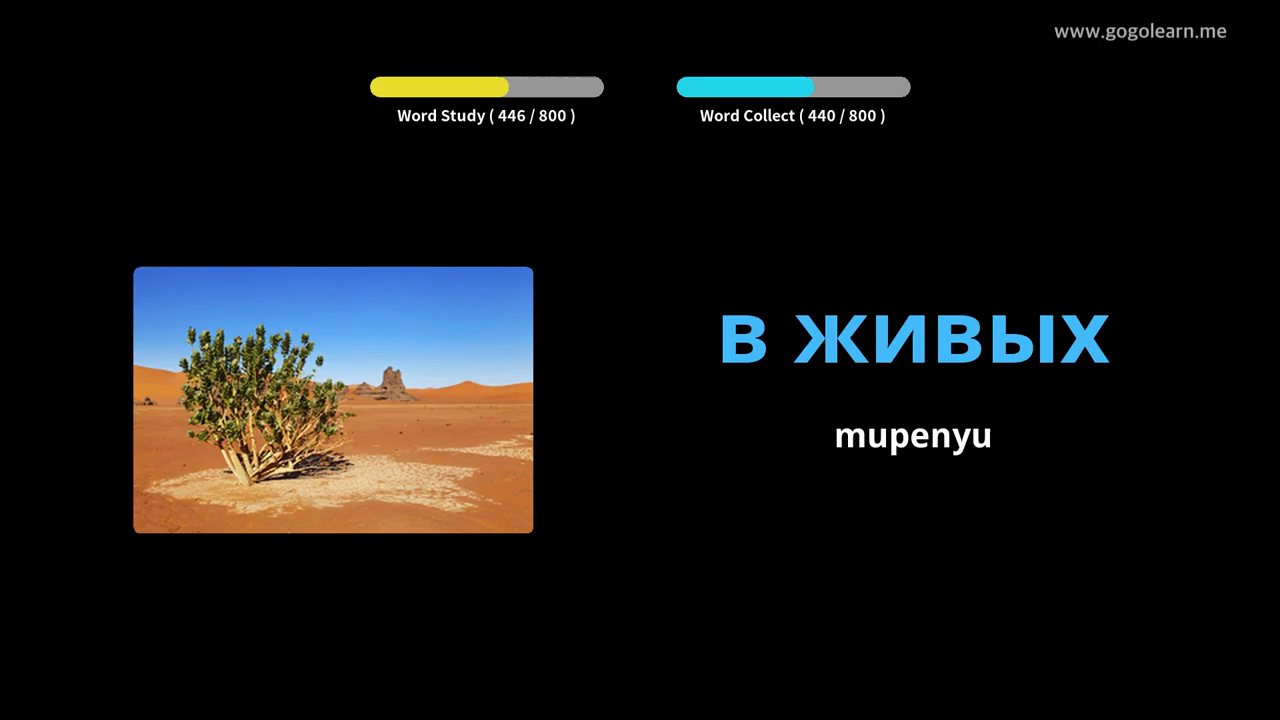 www.gogolearn.me
Word Study ( 446 / 800 )
Word Collect ( 440 / 800 )
в живых
mupenyu